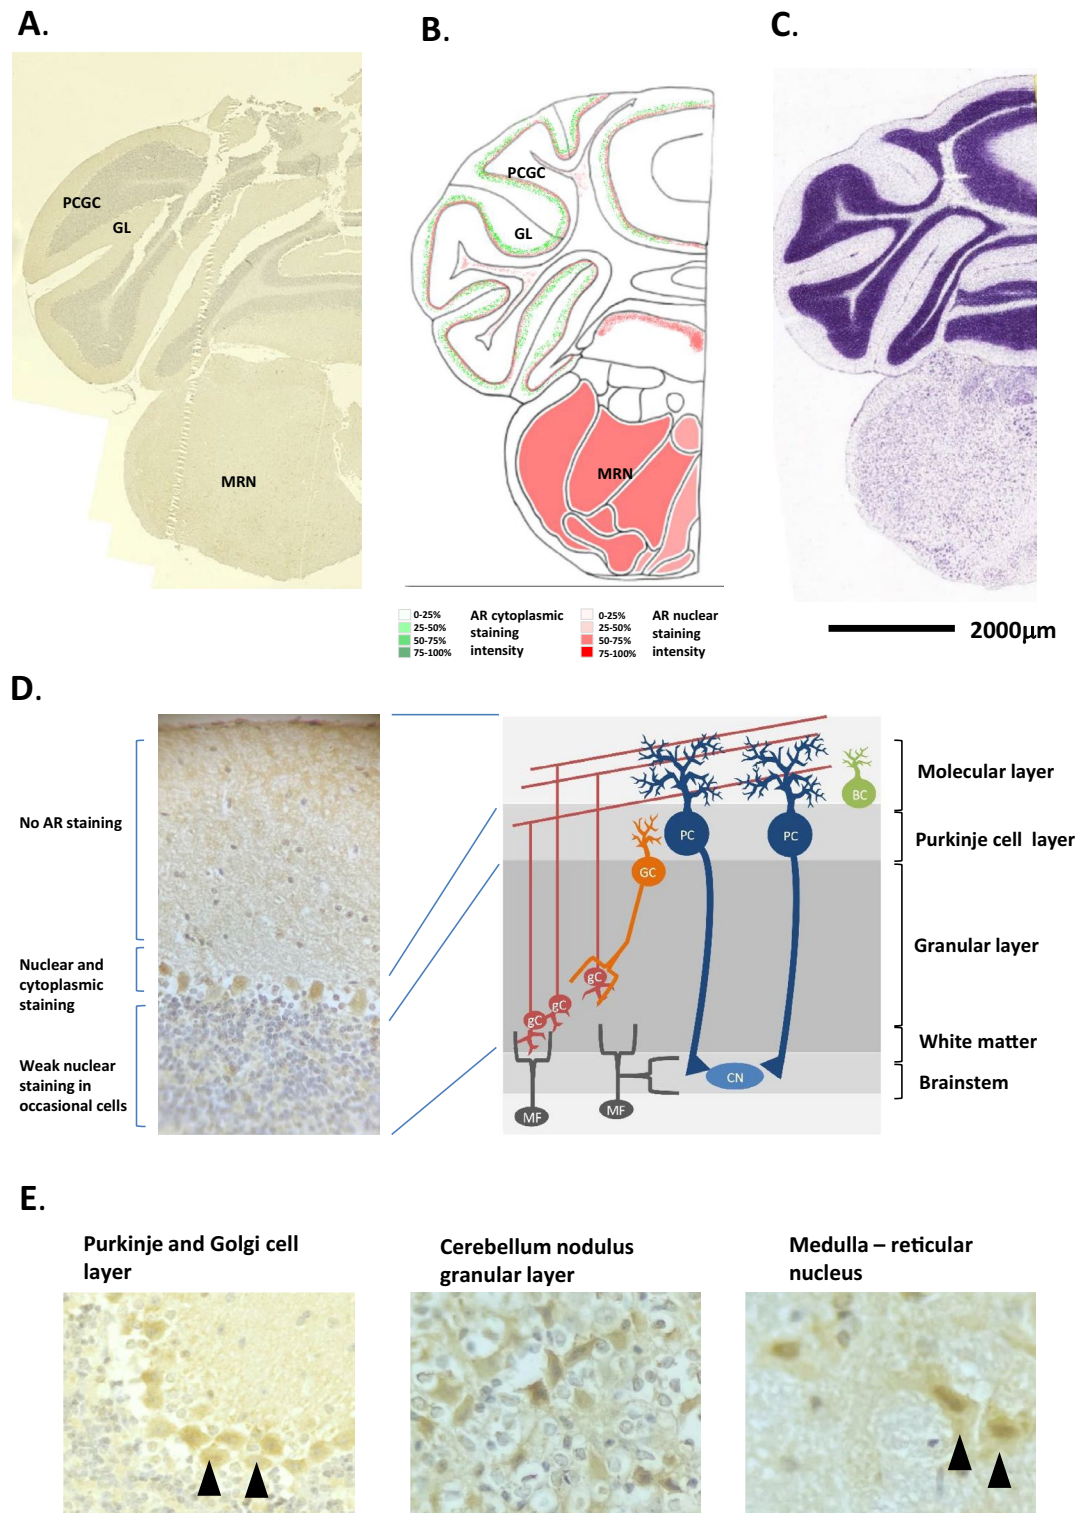 A.
B.
C.
PCGC
GL
MRN
PCGC
GL
MRN
0-25%
25-50%
50-75%
75-100%
AR cytoplasmic
staining
intensity
0-25%
25-50%
50-75%
75-100%
AR nuclear
staining
intensity
2000µm
D.
No AR staining
Nuclear and
cytoplasmic
staining
Weak nuclear
staining in
occasional cells
BC
PC
PC
GC
gC
gC
gC
CN
MF
MF
Molecular layer
Purkinje cell layer
Granular layer
White matter
Brainstem
E.
Purkinje and Golgi cell
layer
Cerebellum nodulus
granular layer
Medulla – reticular
nucleus